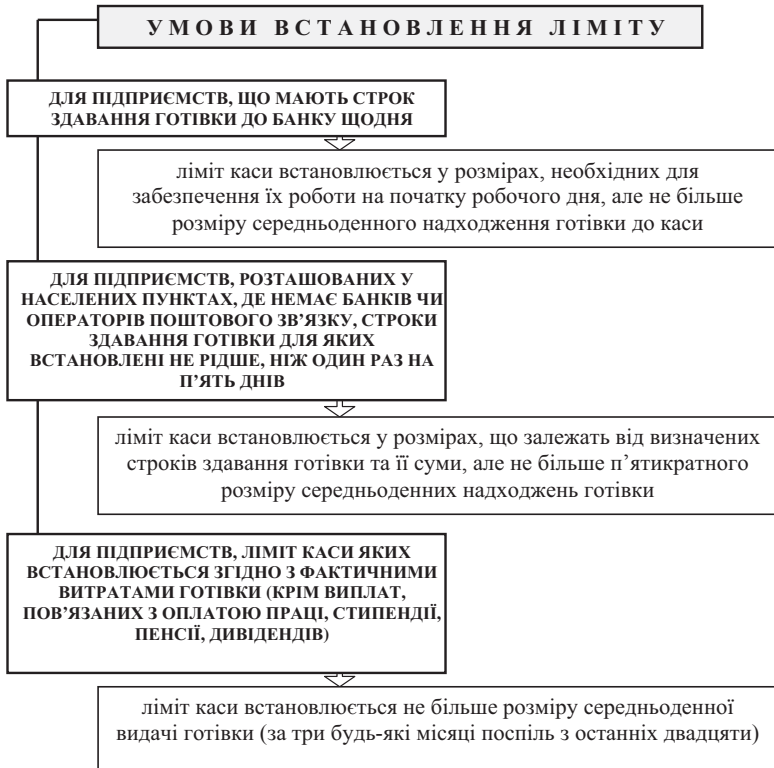 УМОВИ ВСТАНОВЛЕННЯ ЛІМІТУ
ДЛЯ ПІДПРИЄМСТВ, ЩО МАЮТЬ СТРОК
ЗДАВАННЯ ГОТІВКИ ДО БАНКУ ЩОДНЯ
ліміт каси встановлюється у розмірах, необхідних для
забезпечення їх роботи на початку робочого дня, але не більше
розміру середньоденного надходження готівки до каси
ДЛЯ ПІДПРИЄМСТВ, РОЗТАШОВАНИХ У
НАСЕЛЕНИХ ПУНКТАХ, ДЕ НЕМАЄ БАНКІВ ЧИ
ОПЕРАТОРІВ ПОШТОВОГО ЗВ’ЯЗКУ, СТРОКИ
ЗДАВАННЯ ГОТІВКИ ДЛЯ ЯКИХ
ВСТАНОВЛЕНІ НЕ РІДШЕ, НІЖ ОДИН РАЗ НА
П’ЯТЬ ДНІВ
ліміт каси встановлюється у розмірах, що залежать від визначених
строків здавання готівки та її суми, але не більше п’ятикратного
розміру середньоденних надходжень готівки
ДЛЯ ПІДПРИЄМСТВ, ЛІМІТ КАСИ ЯКИХ
ВСТАНОВЛЮЄТЬСЯ ЗГІДНО З ФАКТИЧНИМИ
ВИТРАТАМИ ГОТІВКИ (КРІМ ВИПЛАТ,
ПОВ’ЯЗАНИХ З ОПЛАТОЮ ПРАЦІ, СТИПЕНДІЇ,
ПЕНСІЇ, ДИВІДЕНДІВ)
ліміт каси встановлюється не більше розміру середньоденної
видачі готівки (за три будь-які місяці поспіль з останніх двадцяти)